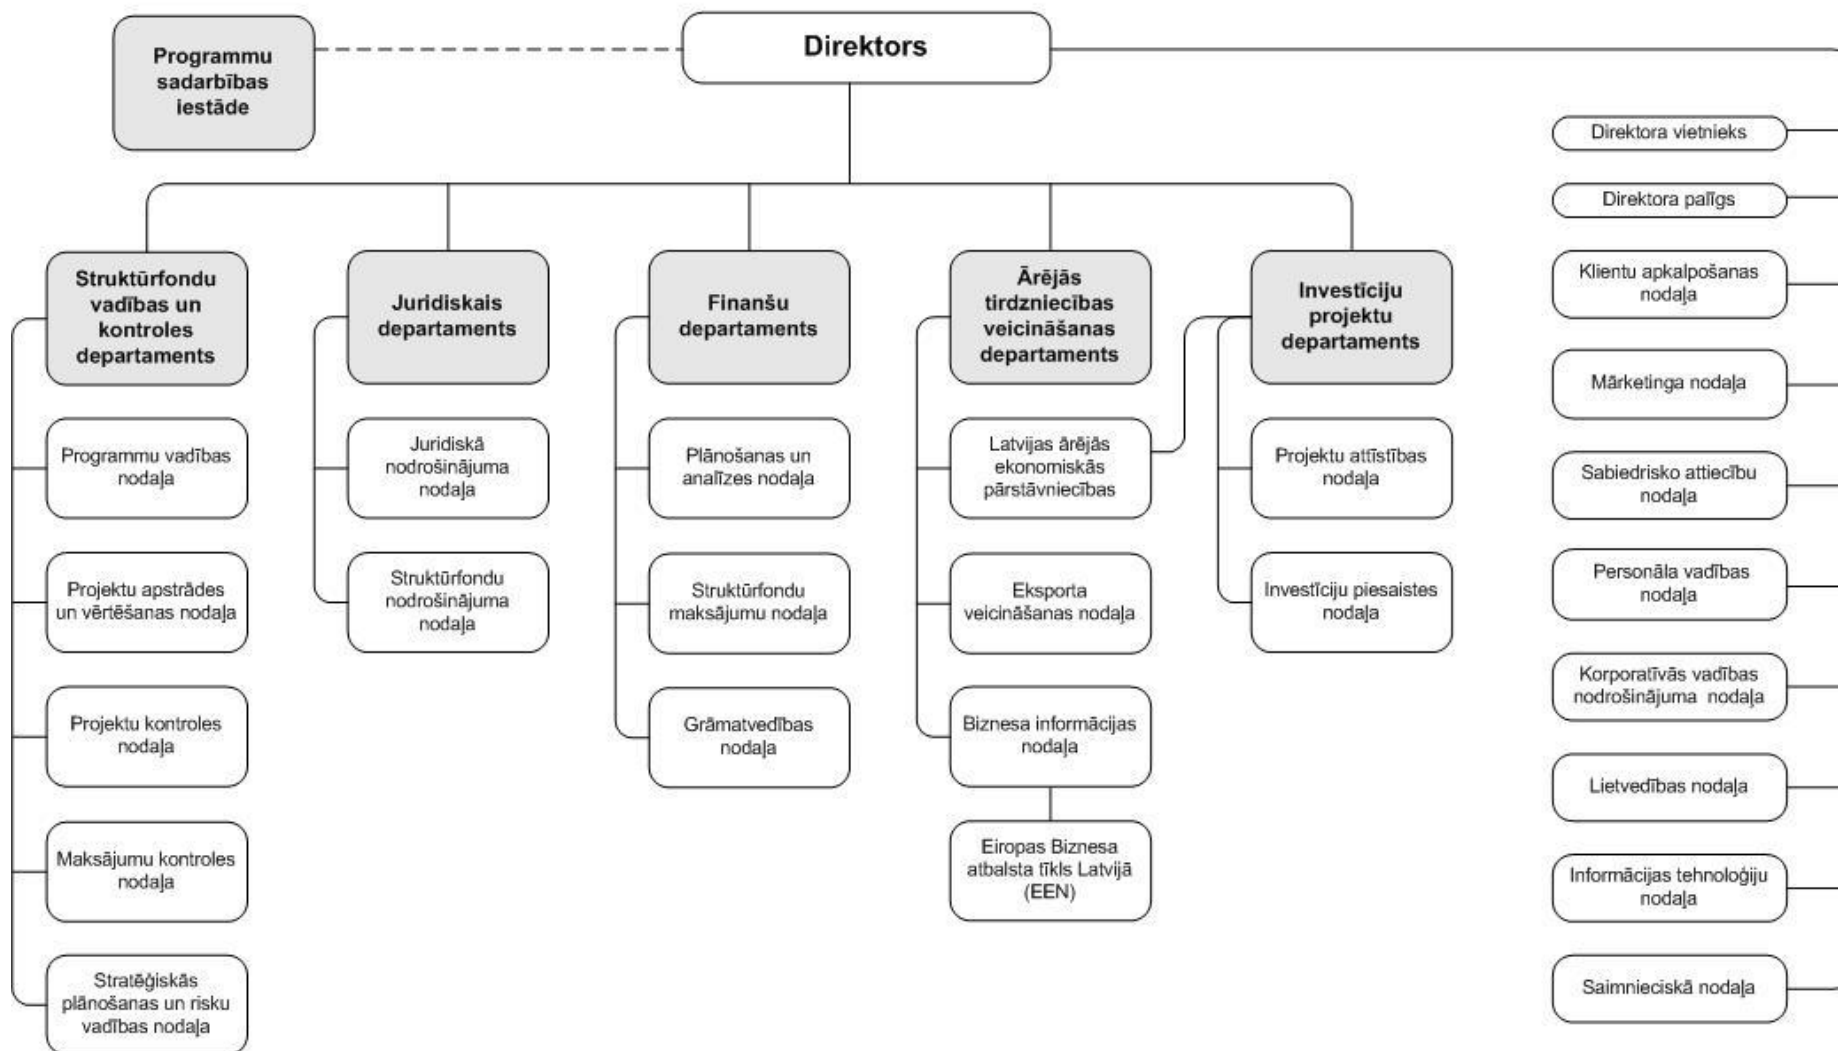 Programmu
sadarbības
iestāde
Direktors
Struktūrfondu
vadības un
kontroles
departaments
Programmu vadības
nodaļa
Projektu apstrādes
un vērtēšanas nodaļa
Projektu kontroles
nodaļa
Maksājumu kontroles
nodaļa
Stratēģiskās
plānošanas un risku
vadības nodaļa
Juridiskais
departaments
Juridiskā
nodrošinājuma
nodaļa
Struktūrfondu
nodrošinājuma
nodaļa
Finanšu
departaments
Plānošanas un
analīzes nodaļa
Struktūrfondu
maksājumu nodaļa
Grāmatvedības
nodaļa
Ārējās
tirdzniecības
veicināšanas
departaments
Latvijas ārējās
ekonomiskās
pārstāvniecības
Eksporta
veicināšanas nodaļa
Biznesa informācijas
nodaļa
Eiropas Biznesa
atbalsta tīkls Latvijā
(EEN)
Investīciju
projektu
departaments
Projektu attīstības
nodaļa
Investīciju piesaistes
nodaļa
Direktora vietnieks
Direktora palīgs
Klientu apkalpošanas
nodaļa
Mārketinga nodaļa
Sabiedrisko attiecību
nodaļa
Personāla vadības
nodaļa
Korporatīvās vadības
nodrošinājuma nodaļa
Lietvedības nodaļa
Informācijas tehnoloģiju
nodaļa
Saimnieciskā nodaļa